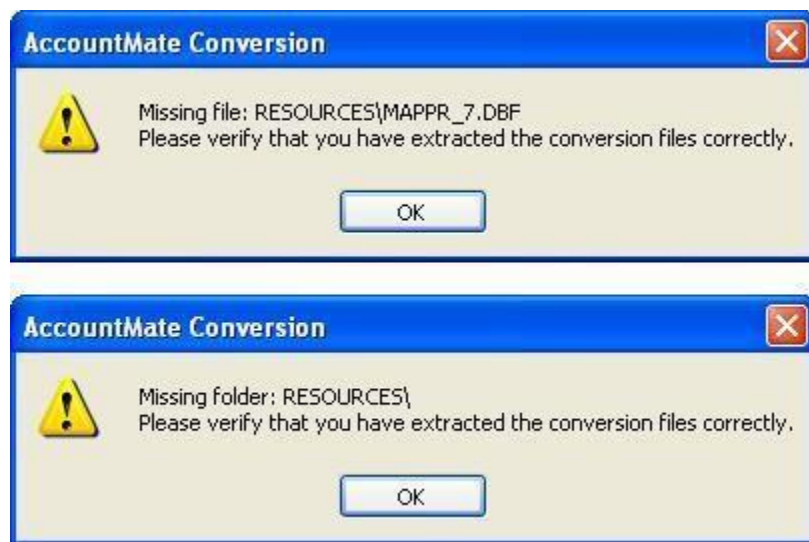 AccountMate Conversion
Missing file: RESOURCES\MAPPR_7.DBF
Please verify that you have extracted the conversion files correctly.
OK
AccountMate Conversion
Missing folder: RESOURCES\
Please verify that you have extracted the conversion files correctly.
OK